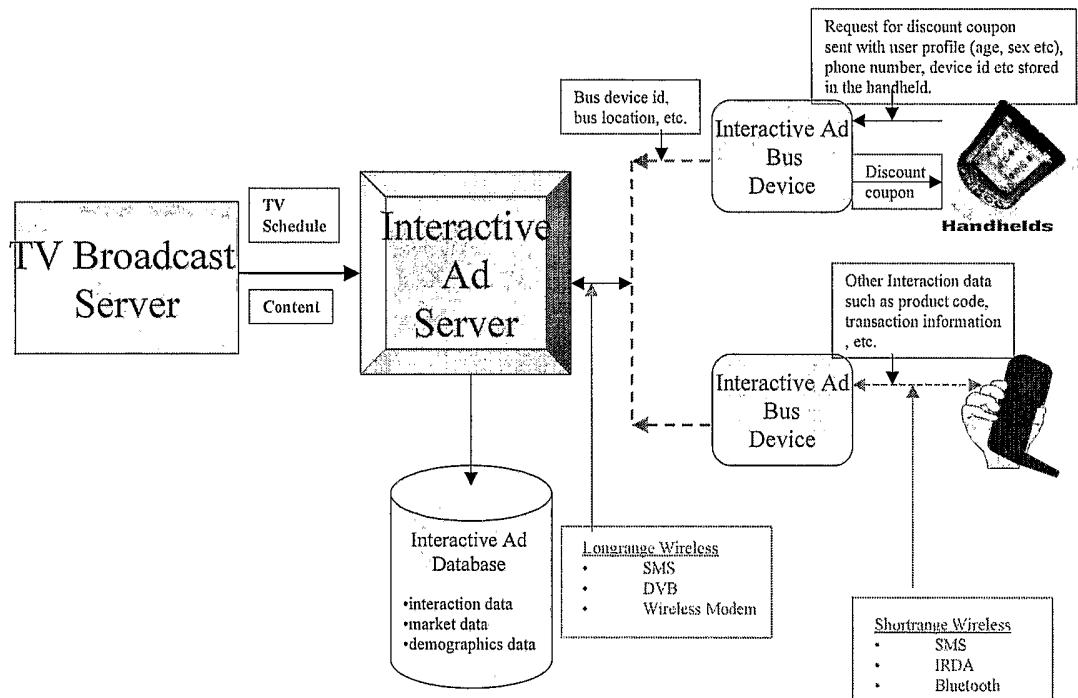 Request for discount coupon
sent with user profile (age, sex etc),
phone number, device id etc stored
in the handheld.
Bus device id,
bus location, etc.
Interactive Ad
Bus
Device
Discount
coupon
Handhelds
TV
Schedule
Content
TV Broadcast
Server
Interactive
Ad
Server
Other Interaction data
such as product code,
transaction information
, etc.
Interactive Ad
Bus
Device
Interactive Ad
Database
•interaction data
•market data
•demographics data
Longrange Wireless
• SMS
• DVB
• Wireless Modem
Shortrange Wireless
• SMS
• IRDA
• Bluetooth